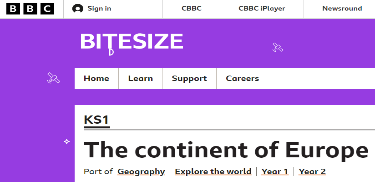 BBC Sign in CBBC CBBC iPlayer Newsround
BITESIZE
Home Learn Support Careers
KS1
The continent of Europe
Part of Geography Explore the world Year 1 Year 2